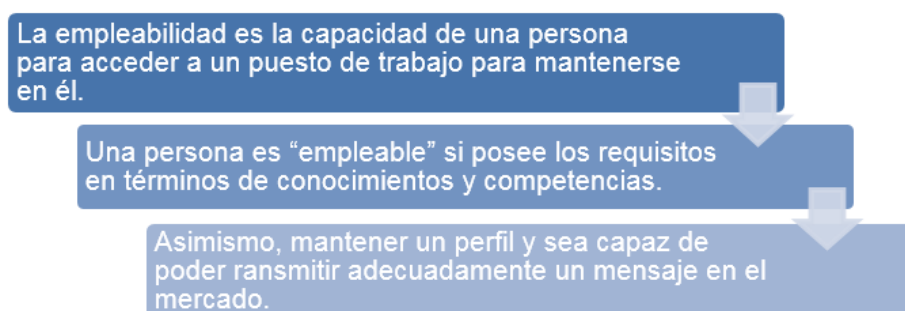 La empleabilidad es la capacidad de una persona
para acceder a un puesto de trabajo para mantenerse
en él.
Una persona es “empleable” si posee los requisitos
en términos de conocimientos y competencias.
Asimismo, mantener un perfil y sea capaz de
poder ransmitir adecuadamente un mensaje en el
mercado.